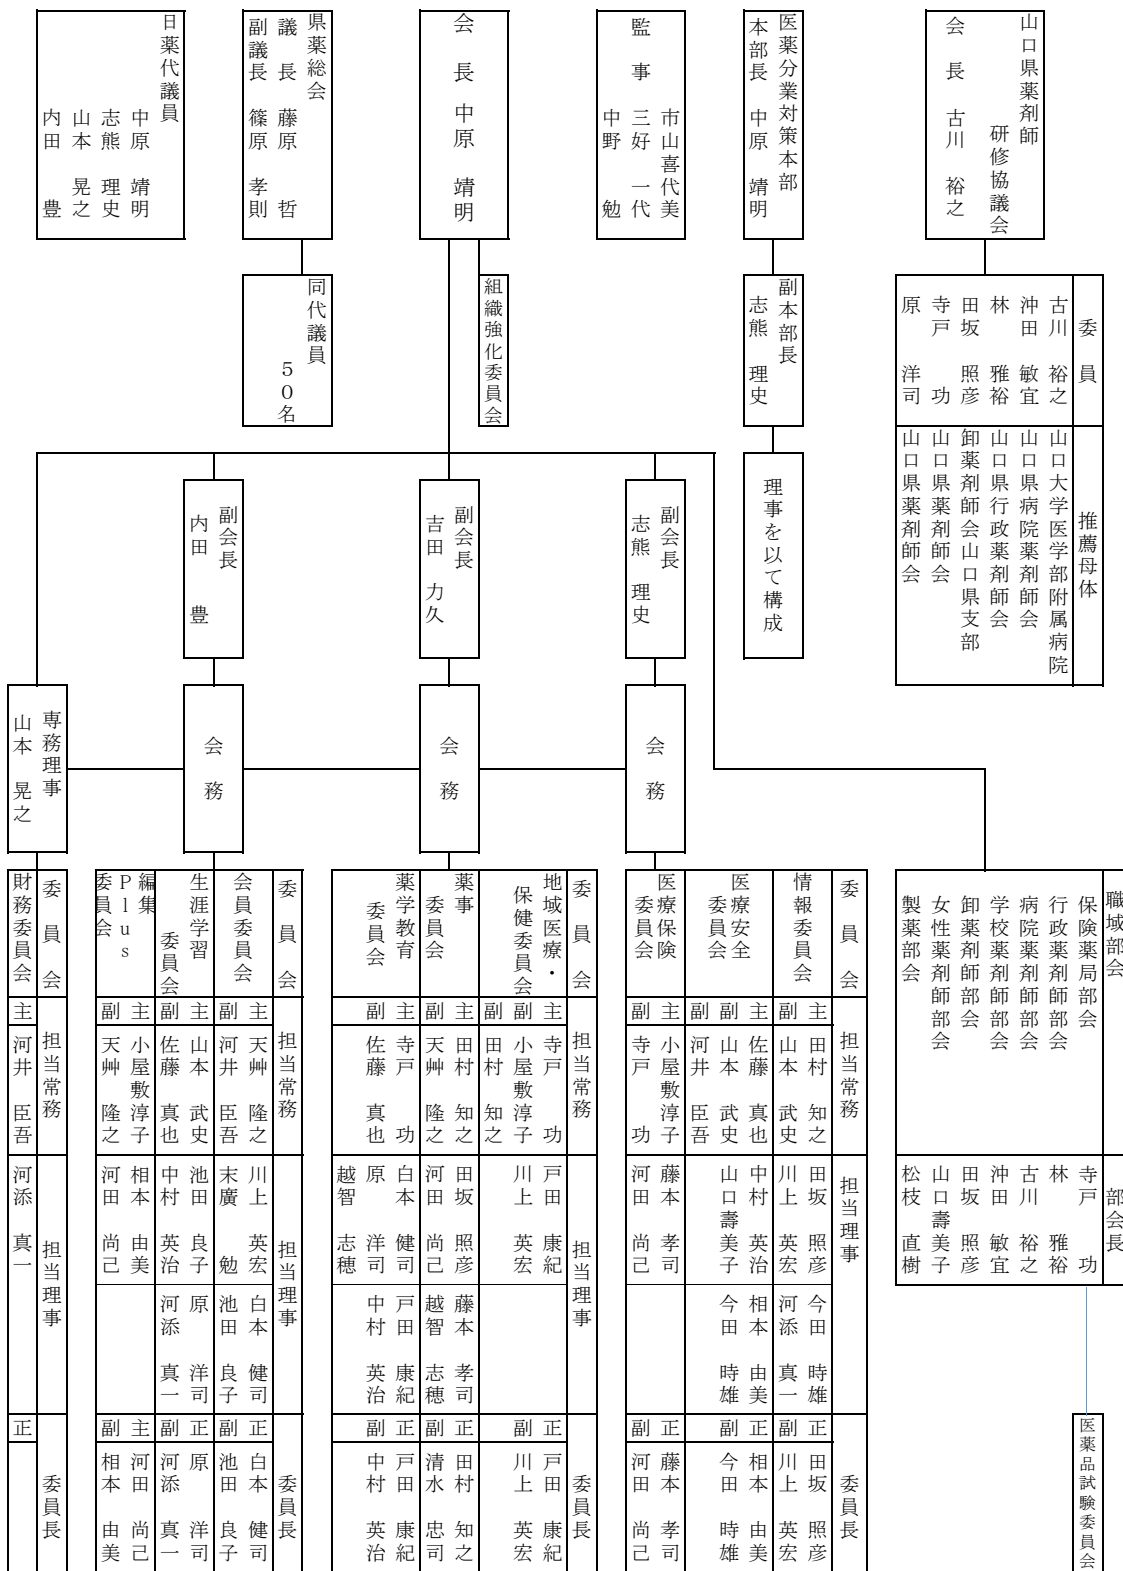 山口県薬剤師
研修協議会
会　長　古川　裕之
医薬分業対策本部
本部長　中原　靖明
監　事
市山喜代美
三好　一代
中野　勉
会　長　中原　靖明
県薬総会
議　長　藤原　哲
副議長　篠原　孝則
日薬代議員
中原　靖明
志熊　理史
山本　晃之
内田　豊
委　員
古川　裕之
沖田　敏宜
林　雅裕
田坂　照彦
寺戸　功
原　洋司
推薦母体
山口大学医学部附属病院
山口県病院薬剤師会
山口県行政薬剤師会
卸薬剤師会山口県支部
山口県薬剤師会
山口県薬剤師会
副本部長
志熊　理史
理事を以て構成
組織強化委員会
同代議員
５０名
副会長
志熊　理史
副会長
吉田　力久
副会長
内田　豊
会　務
会　務
会　務
専務理事
山本　晃之
職域部会
保険薬局部会
行政薬剤師部会
病院薬剤師部会
学校薬剤師部会
卸薬剤師部会
女性薬剤師部会
製薬部会
部会長
寺戸　功
林　雅裕
古川　裕之
沖田　敏宜
田坂　照彦
山口壽美子
松枝　直樹
医薬品試験委員会
委　員　会
情報委員会
医療安全
委員会
医療保険
委員会
担当常務
主　田村　知之
副　山本　武史
主　佐藤　真也
副　山本　武史
副　河井　臣吾
主　小屋敷淳子
副　寺戸　功
担当理事
田坂　照彦
川上　英宏
中村　英治
山口壽美子
藤本　孝司
河田　尚己
今田　時雄
河添　真一
相本　由美
今田　時雄
委員長
正　田坂　照彦
副　川上　英宏
正　相本　由美
副　今田　時雄
正　藤本　孝司
副　河田　尚己
委　員　会
地域医療・
保健委員会
薬事
委員会
薬学教育
委員会
担当常務
主　寺戸　功
副　小屋敷淳子
副　田村　知之
主　田村　知之
副　天艸　隆之
主　寺戸　功
副　佐藤　真也
担当理事
戸田　康紀
川上　英宏
田坂　照彦
河田　尚己
白本　健司
原　洋司
越智　志穂
藤本　孝司
越智　志穂
戸田　康紀
中村　英治
委員長
正　戸田　康紀
副　川上　英宏
正　田村　知之
副　清水　忠司
正　戸田　康紀
副　中村　英治
委　員　会
会員委員会
生涯学習
委員会
編集
Ｐｌｕｓ
委員会
担当常務
主　天艸　隆之
副　河井　臣吾
主　山本　武史
副　佐藤　真也
主　小屋敷淳子
副　天艸　隆之
担当理事
川上　英宏
末廣　勉
池田　良子
中村　英治
相本　由美
河田　尚己
白本　健司
池田　良子
原　洋司
河添　真一
委員長
正　白本　健司
副　池田　良子
正　原　洋司
副　河添　真一
主　河田　尚己
副　相本　由美
委　員　会
財務委員会
担当常務
主　河井　臣吾
担当理事
河添　真一
委員長
正